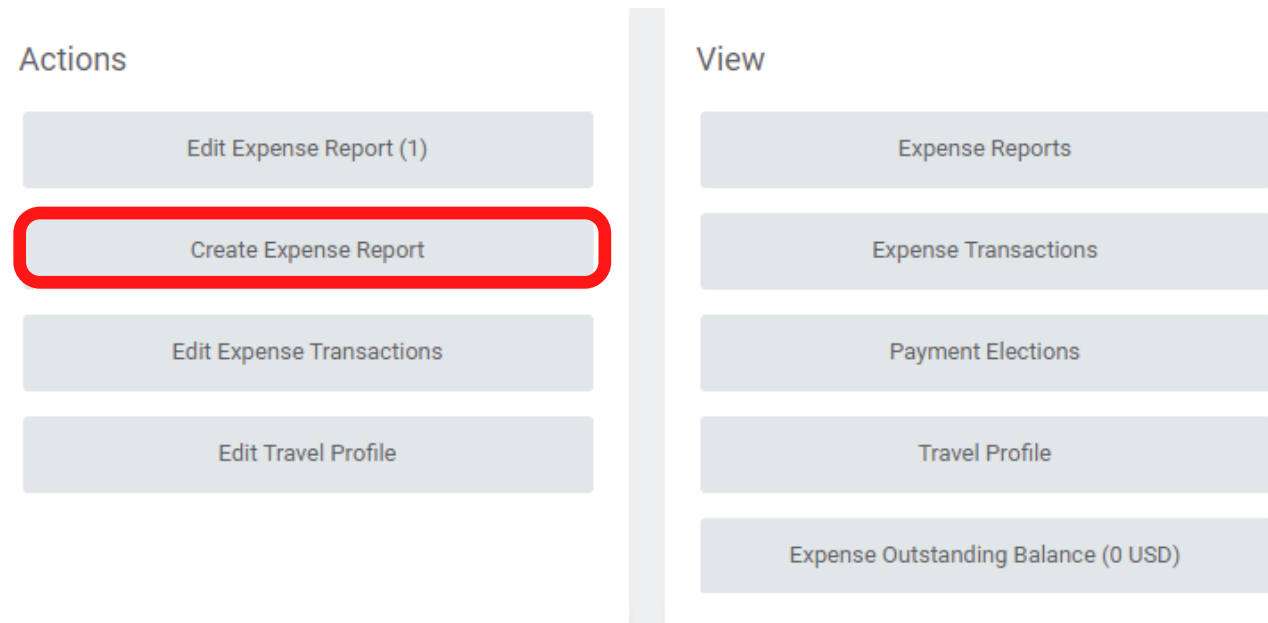 Actions
Edit Expense Report (1)
Create Expense Report
Edit Expense Transactions
Edit Travel Profile
View
Expense Reports
Expense Transactions
Payment Elections
Travel Profile
Expense Outstanding Balance (0 USD)